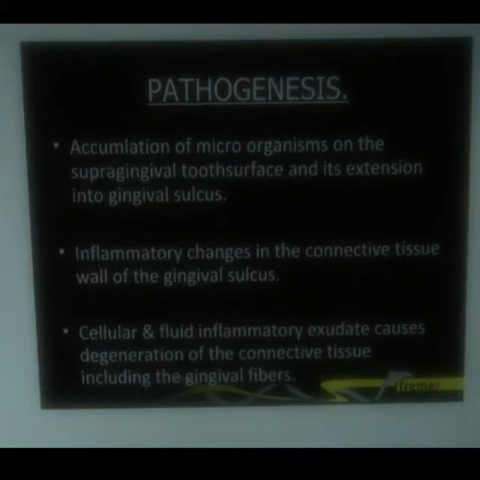 PATHOGENESIS.
• Accumlation of micro organisms on the
supragingival toothsurface and its extension
into gingival sulcus.
• Inflammatory changes in the connective tissue
wall of the gingival sulcus.
• Cellular & fluid inflammatory exudate causes
degeneration of the connective tissue
including the gingival fibers.